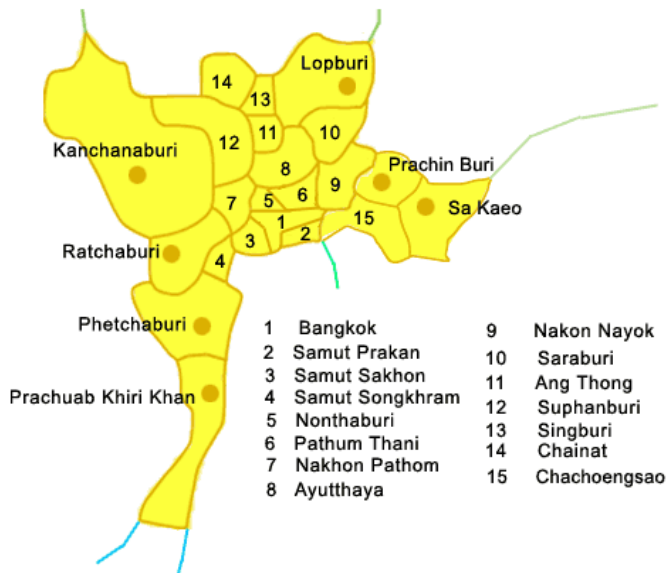 Lopburi
14
13
11
10
12
Kanchanaburi
8
Prachin Buri
9
7
5
6
Sa Kaeo
15
1
2
3
Ratchaburi
4
Phetchaburi
Prachuab Khiri Khan
1 Bangkok
2 Samut Prakan
3 Samut Sakhon
4 Samut Songkhram
5 Nonthaburi
6 Pathum Thani
7 Nakhon Pathom
8 Ayutthaya
9 Nakon Nayok
10 Saraburi
11 Ang Thong
12 Suphanburi
13 Singburi
14 Chainat
15 Chachoengsao